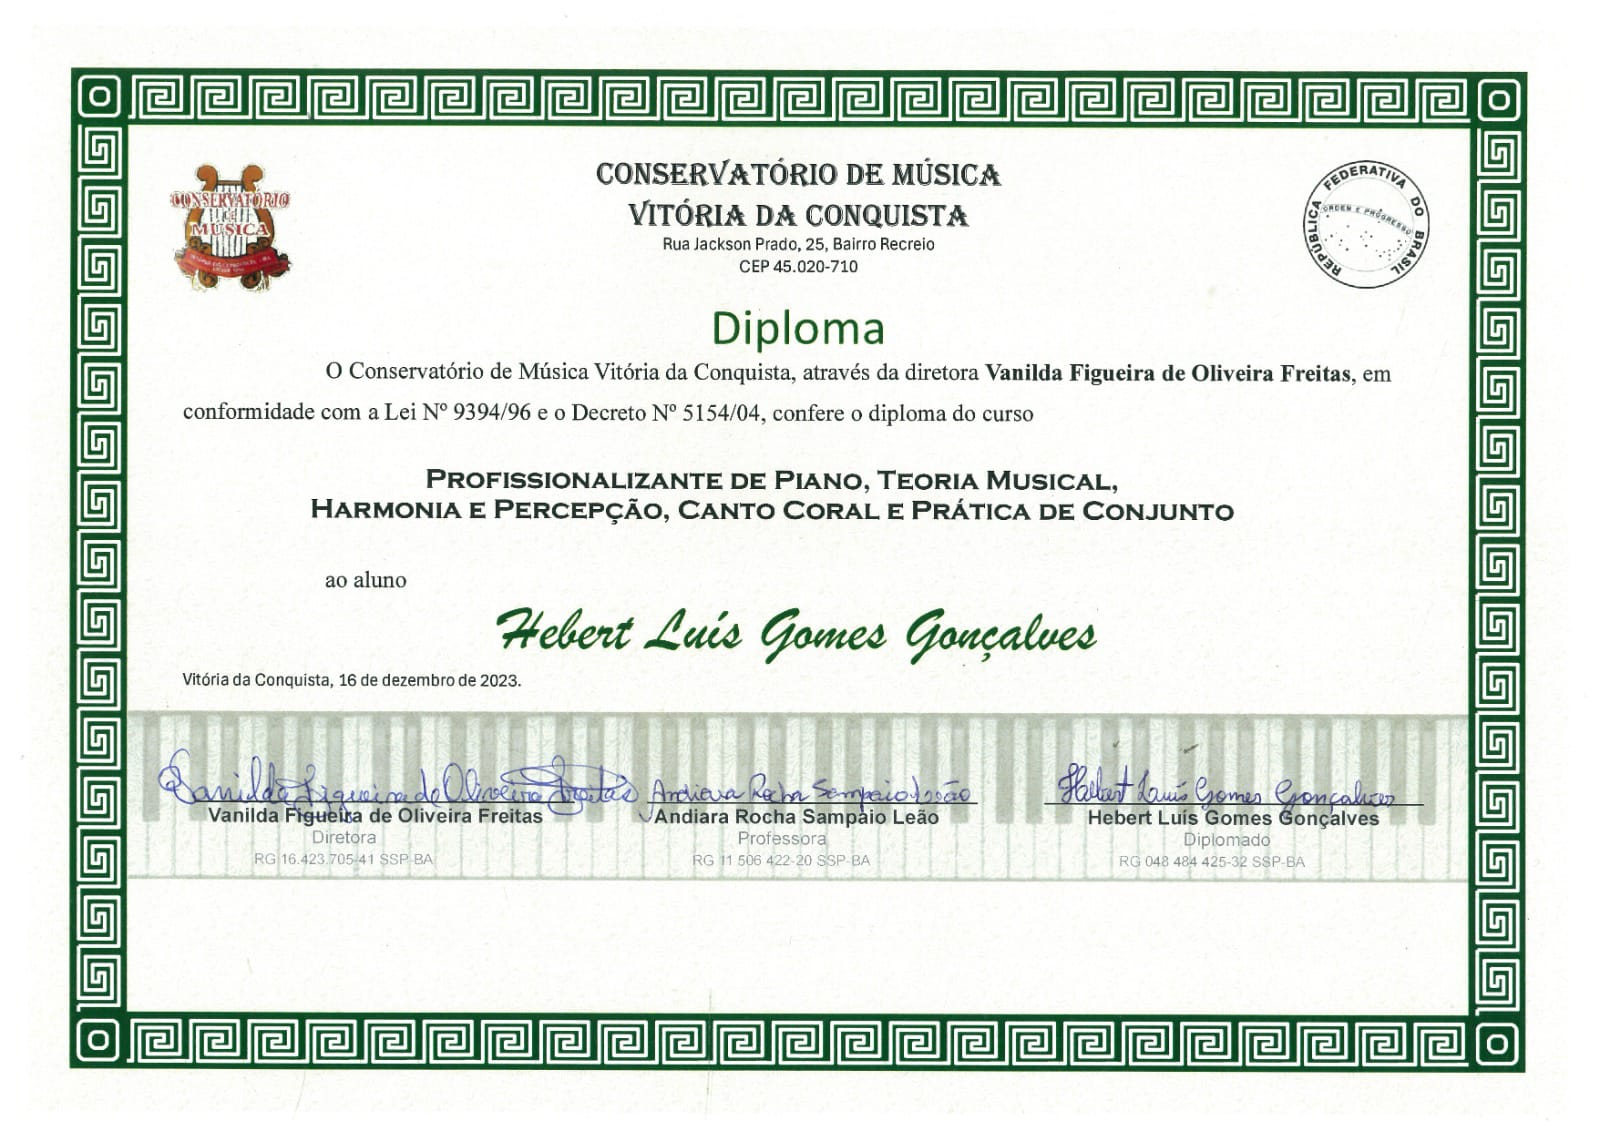 CONSERVATÓRIO DE MÚSICA
VITÓRIA DA CONQUISTA
Rua Jackson Prado, 25, Bairro Recreio
CEP 45.020-710
CONSERVATÓRIO
de
MÚSICA
REPÚBLICA FEDERATIVA DO BRASIL
ORDEM E PROGRESSO
Diploma
O Conservatório de Música Vitória da Conquista, através da diretora Vanilda Figueira de Oliveira Freitas, em
conformidade com a Lei Nº 9394/96 e o Decreto Nº 5154/04, confere o diploma do curso
PROFISSIONALIZANTE DE PIANO, TEORIA MUSICAL,
HARMONIA E PERCEPÇÃO, CANTO CORAL E PRÁTICA DE CONJUNTO
ao aluno
Hebert Luís Gomes Gonçalves
Vitória da Conquista, 16 de dezembro de 2023.
Vanilda Figueira de Oliveira Freitas
Vanilda Figueira de Oliveira Freitas
Diretora
RG 16.423.705-41 SSP-BA
Andiara Rocha Sampaio Leão
Andiara Rocha Sampaio Leão
Professora
RG 11 506 422-20 SSP-BA
Hebert Luís Gomes Gonçalves
Hebert Luís Gomes Gonçalves
Diplomado
RG 048 484 425-32 SSP-BA